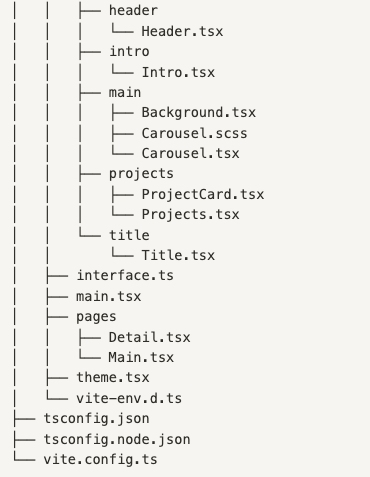 │   │   ├── header
│   │   │   └── Header.tsx
│   │   ├── intro
│   │   │   └── Intro.tsx
│   │   ├── main
│   │   │   ├── Background.tsx
│   │   │   ├── Carousel.scss
│   │   │   └── Carousel.tsx
│   │   ├── projects
│   │   │   ├── ProjectCard.tsx
│   │   │   └── Projects.tsx
│   │   └── title
│   │       └── Title.tsx
│   ├── interface.ts
│   ├── main.tsx
│   ├── pages
│   │   ├── Detail.tsx
│   │   └── Main.tsx
│   ├── theme.tsx
│   └── vite-env.d.ts
├── tsconfig.json
├── tsconfig.node.json
└── vite.config.ts